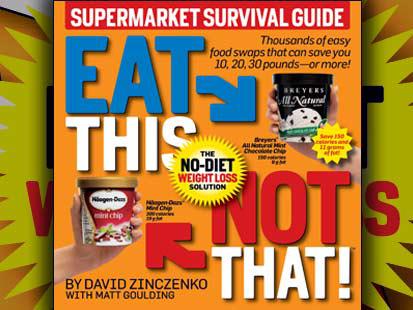 SUPERMARKET SURVIVAL GUIDE
Thousands of easy
food swaps that can save you
10, 20, 30 pounds—or more!
EAT
THIS
BREYERS
All Natural
Breyers'
All Natural Mint
Chocolate Chip
150 calories
8 g fat
Save 150
calories and
11 grams
of fat!
THE
NO-DIET
WEIGHT LOSS
SOLUTION
Häagen-Dazs
mint chip
Häagen-Dazs
Mint Chip
300 calories
19 g fat
NOT
THAT!
BY DAVID ZINCZENKO
WITH MATT GOULDING